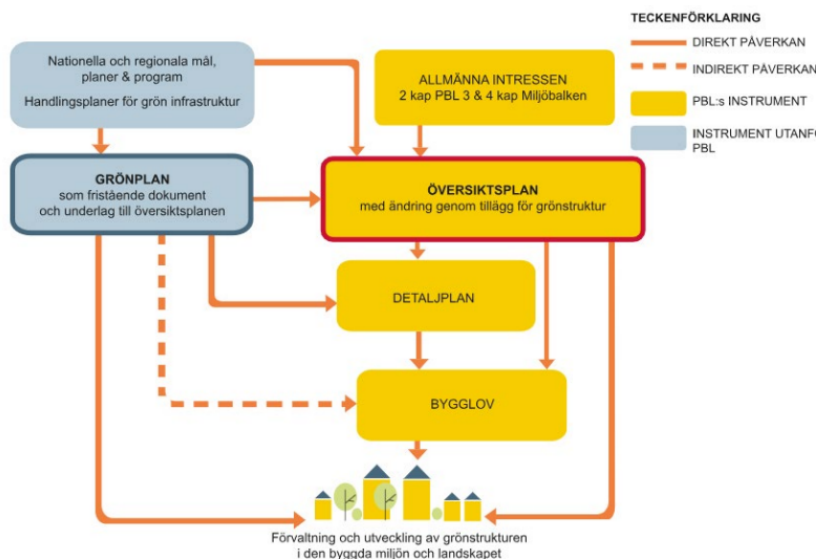 TECKENFÖRKLARING
DIREKT PÅVERKAN
INDIREKT PÅVERKAN
PBL:s INSTRUMENT
INSTRUMENT
PBL
Nationella och regionala mål,
planer & program
Handlingsplaner för grön infrastruktur
ALLMÄNNA INTRESSEN
2 kap PBL 3 & 4 kap Miljöbalken
GRÖNPLAN
som fristående dokument
och underlag till översiktsplanen
ÖVERSIKTSPLAN
med ändring genom tillägg för grönstruktur
DETALJPLAN
BYGGLOV
Förvaltning och utveckling av grönstrukturen
i den byggda miljön och landskapet